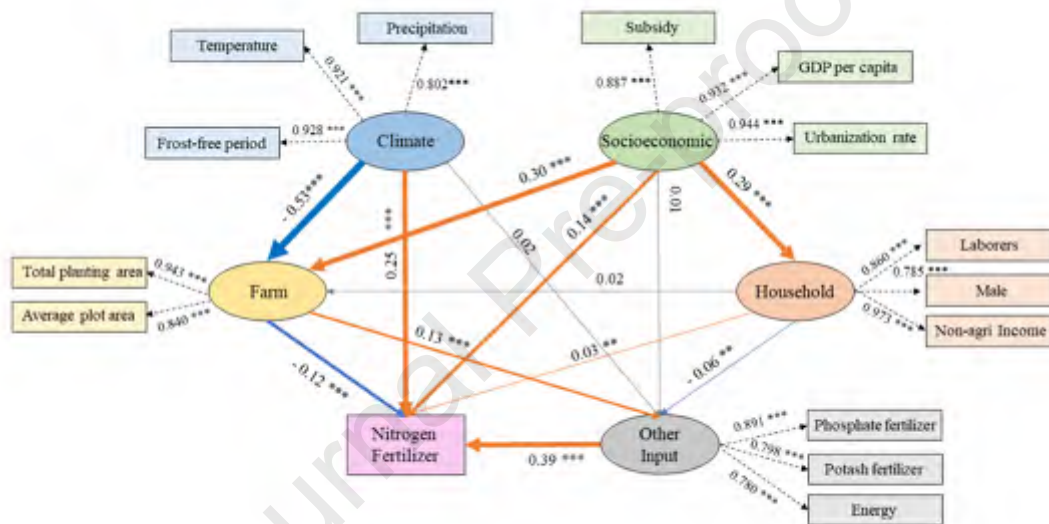 Precipitation
Subsidy
Temperature
GDP per capita
0.921 ***
0.802***
0.887 ***
0.932 ***
Frost-free period
0.928 ***
Climate
Socioeconomic
0.944 ***
Urbanization rate
- 0.53***
0.30 ***
0.25 ***
0.14 ***
0.01
0.29 ***
0.02
Total planting area
0.943 ***
Average plot area
0.840 ***
Farm
0.02
Household
0.860 ***
Laborers
0.785 ***
Male
0.973 ***
Non-agri Income
- 0.12 ***
0.13 ***
0.03 **
- 0.06 **
Nitrogen
Fertilizer
0.39 ***
Other
Input
0.891 ***
Phosphate fertilizer
0.798 ***
Potash fertilizer
0.780 ***
Energy
Journal Pre-proof